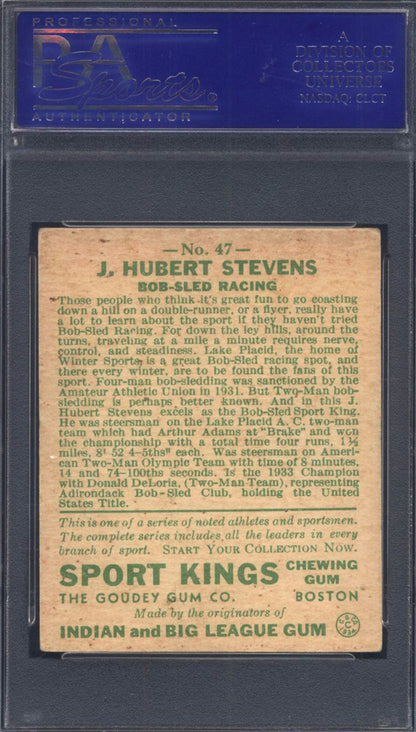 PROFESSIONAL
PSA
Sports.
AUTHENTICATOR
A
DIVISION OF
COLLECTORS
UNIVERSE
NASDAQ: CLCT
—No. 47—
J. HUBERT STEVENS
BOB-SLED RACING
Those people who think it's great fun to go coasting
down a hill on a double-runner, or a flyer, really have
a lot to learn about the sport if they haven't tried
Bob-Sled Racing. For down the icy hills, around the
turns, traveling at a mile a minute requires nerve,
control, and steadiness. Lake Placid, the home of
Winter Sports, is a great Bob-Sled racing spot, and
there every winter, are to be found the fans of this
sport. Four-man bob-sledding was sanctioned by the
Amateur Athletic Union in 1931. But Two-Man bob-
sledding is perhaps better known. And in this J.
Hubert Stevens excels as the Bob-Sled Sport King.
He was steersman on the Lake Placid A. C. two-man
team which had Arthur Adams at "Brake" and won
the championship with a total time four runs, 1½
miles, 8' 52 4-5ths" each. Was steersman on Ameri-
can Two-Man Olympic Team with time of 8 minutes,
14 and 74-100ths seconds. Is the 1933 Champion
with Donald DeLoria, (Two-Man Team), representing
Adirondack Bob-Sled Club, holding the United
States Title.
This is one of a series of noted athletes and sportsmen.
The complete series includes all the leaders in every
branch of sport. START YOUR COLLECTION NOW.
SPORT KINGS CHEWING GUM
THE GOUDEY GUM CO. BOSTON
Made by the originators of
INDIAN and BIG LEAGUE GUM